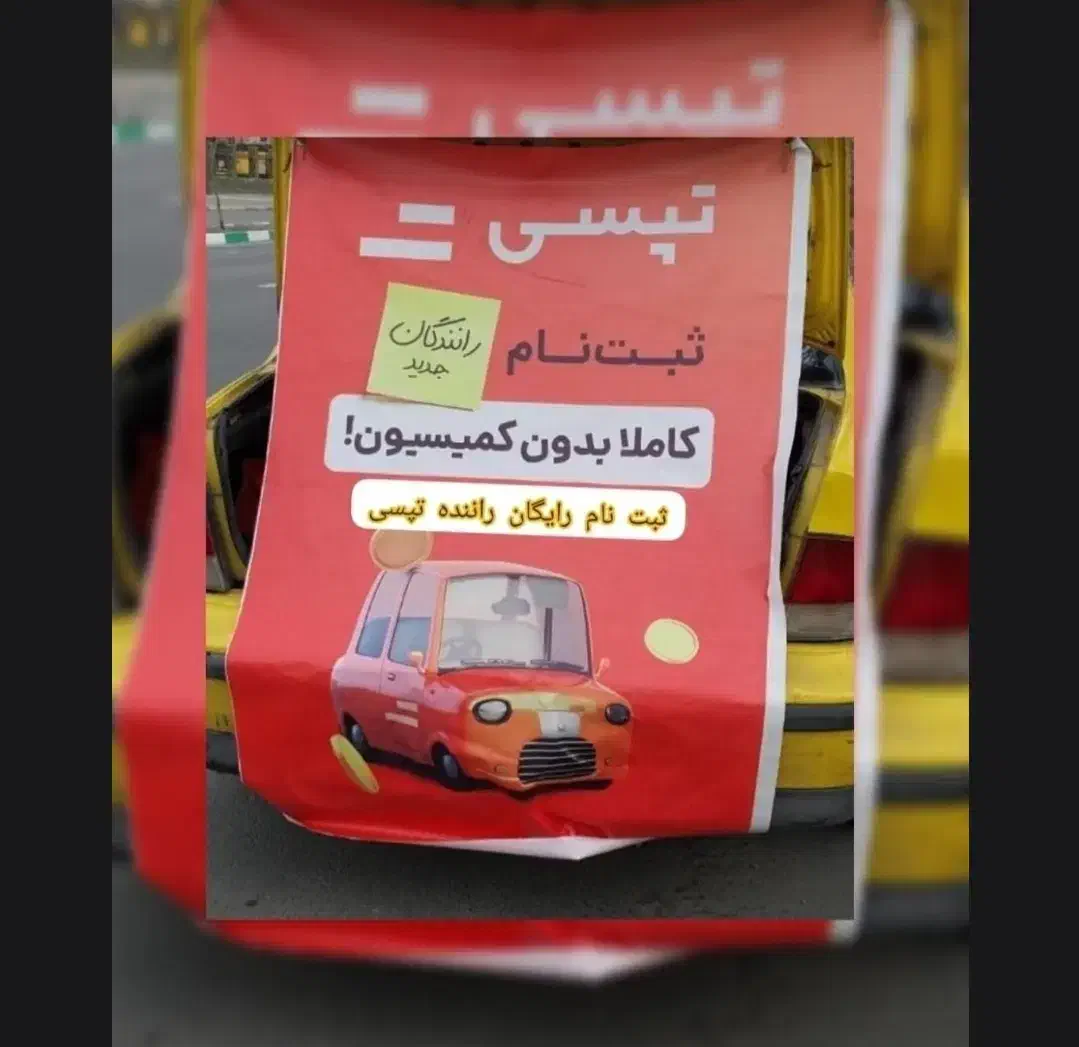 تپسی
ثبت‌نام رانندگان جدید
کاملا بدون کمیسیون!
ثبت نام رایگان راننده تپسی